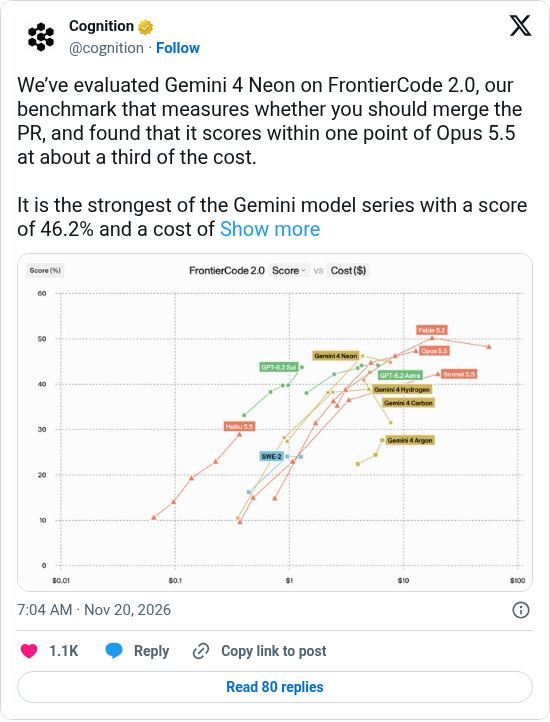 Cognition
@cognition · Follow
We’ve evaluated Gemini 4 Neon on FrontierCode 2.0, our
benchmark that measures whether you should merge the
PR, and found that it scores within one point of Opus 5.5
at about a third of the cost.
It is the strongest of the Gemini model series with a score
of 46.2% and a cost of Show more
Score (%)
FrontierCode 2.0 Score vs Cost($)
60
50
40
30
20
10
0
Fable 5.2
Opus 5.5
Gemini 4 Neon
GPT-6.2 Sol
GPT-6.2 Astra
Sonnet 5.5
Gemini 4 Hydrogen
Gemini 4 Carbon
Haiku 5.5
Gemini 4 Argon
SWE-2
$0.01
$0.1
$1
$10
$100
7:04 AM · Nov 20, 2026
1.1K
Reply
Copy link to post
Read 80 replies